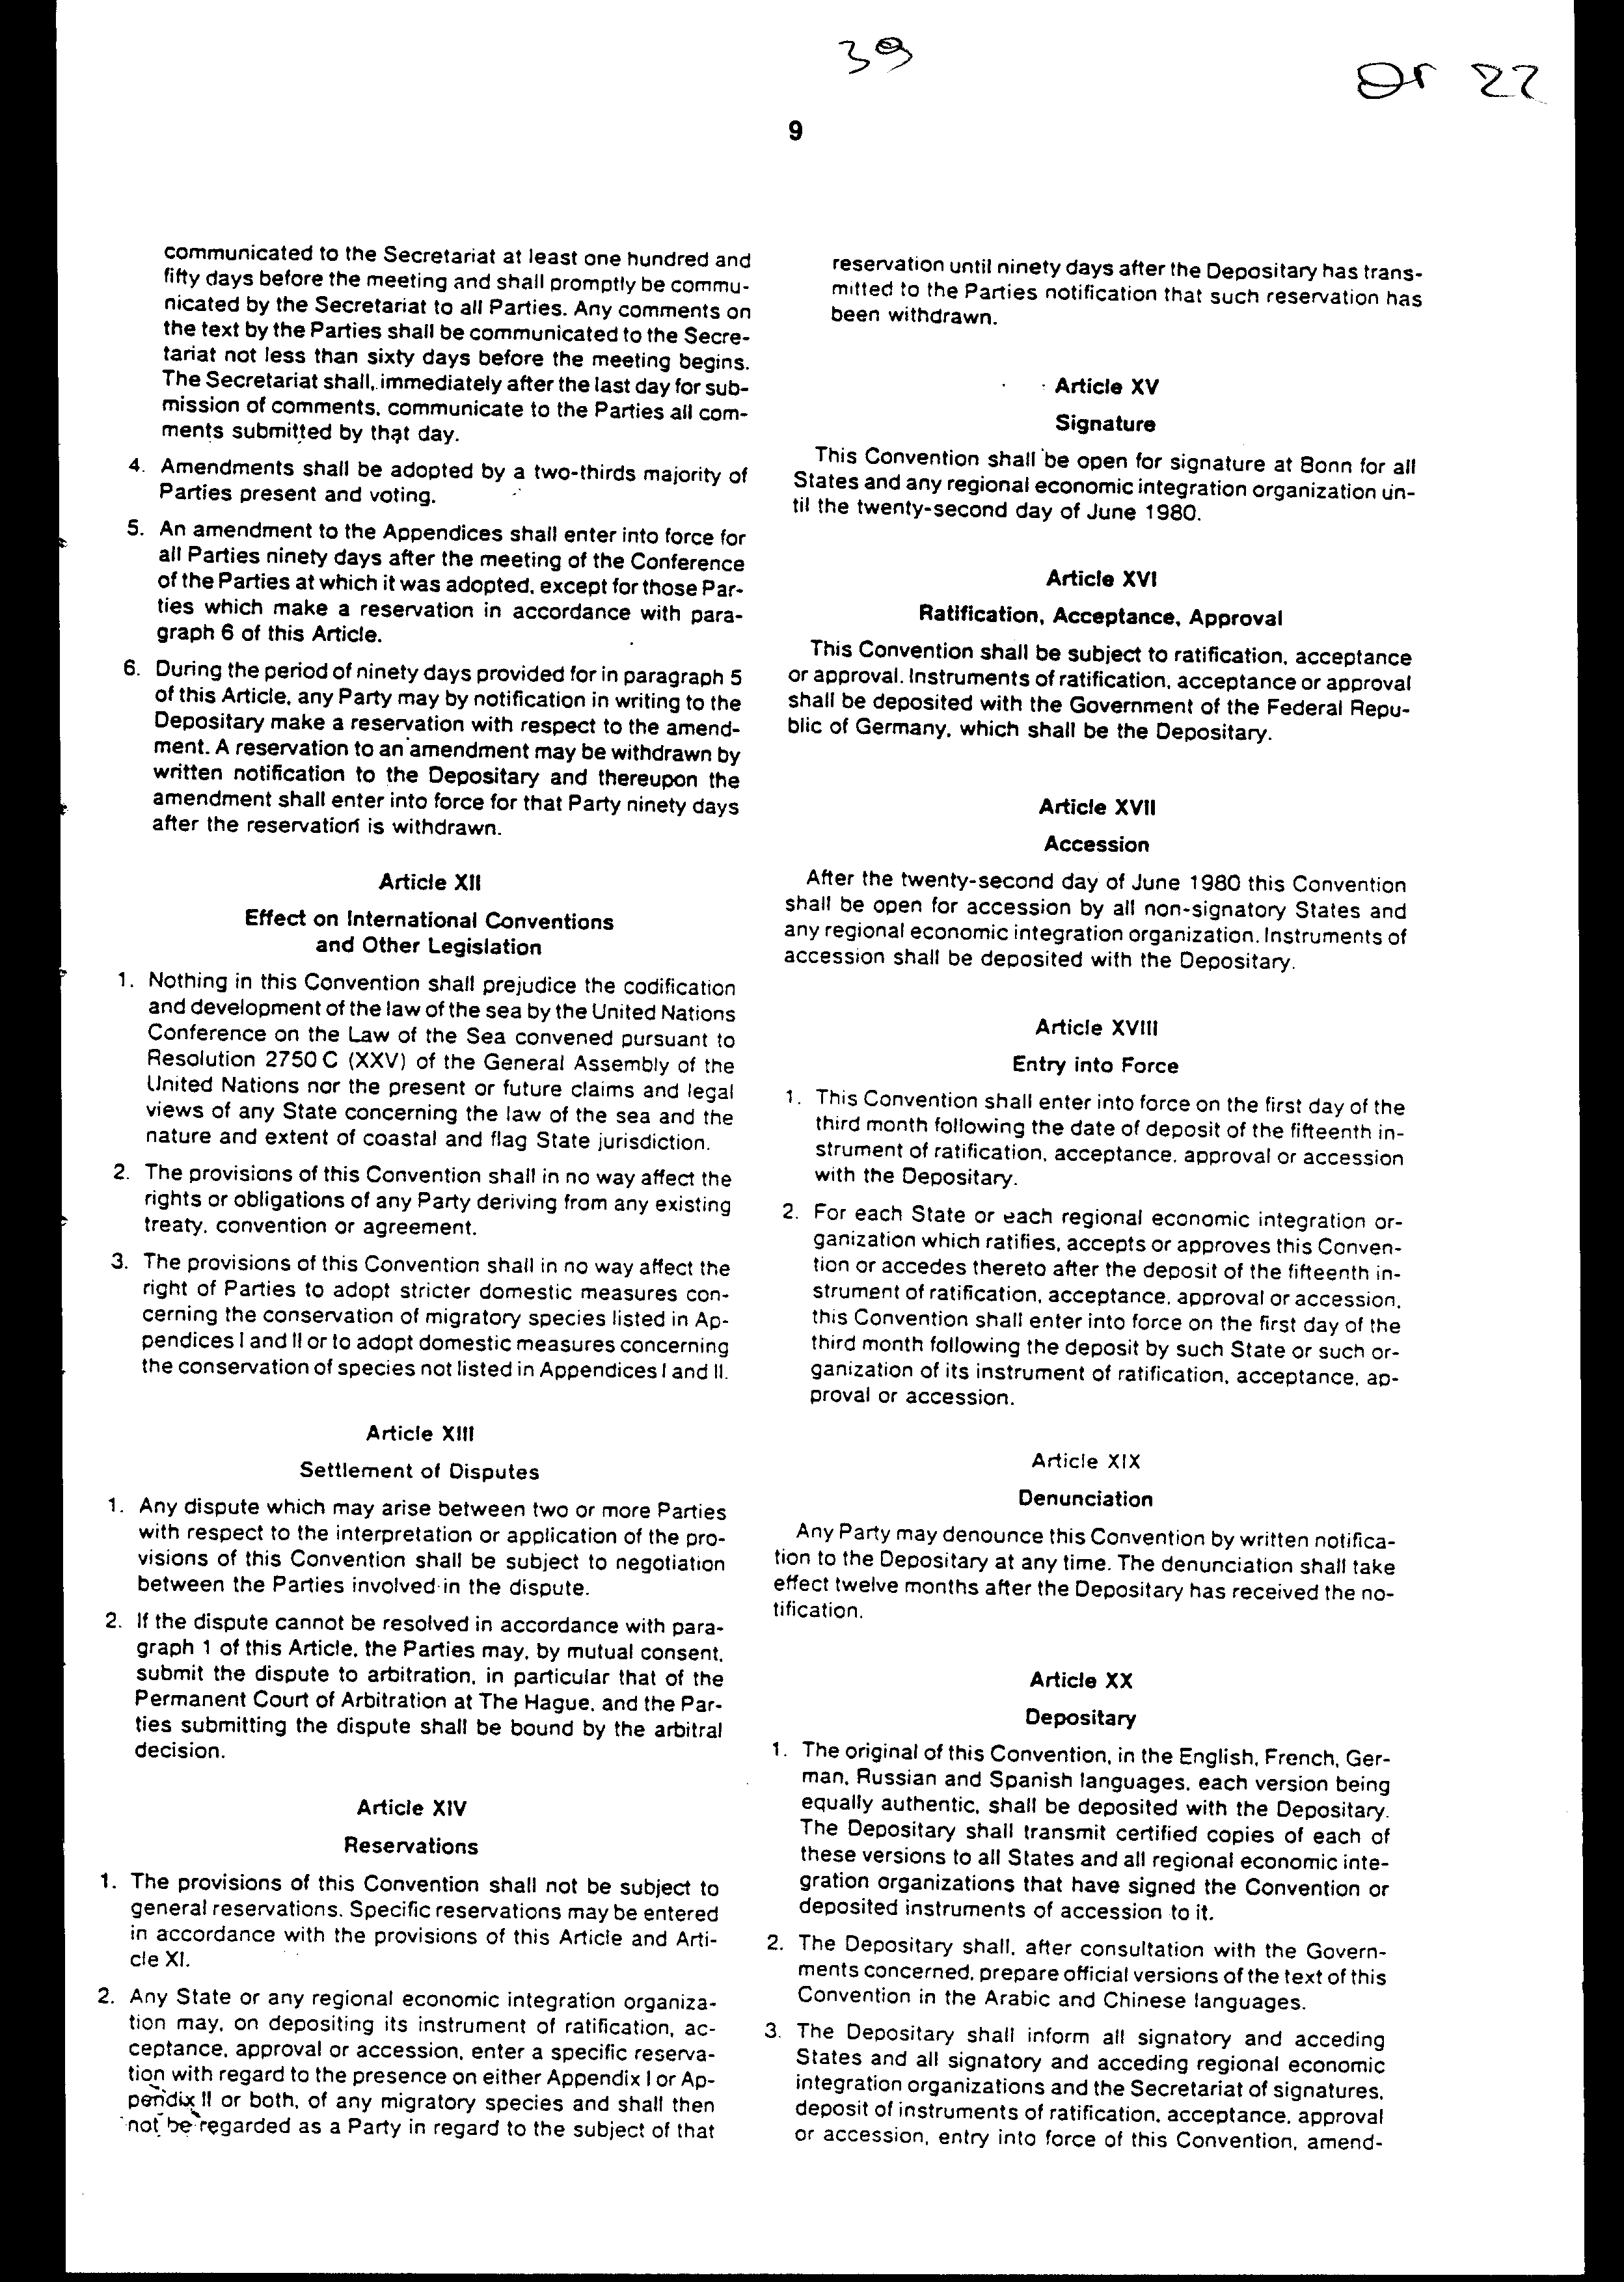 39
22
9
communicated to the Secretariat at least one hundred and
fifty days before the meeting and shall promptly be commu-
nicated by the Secretariat to all Parties. Any comments on
the text by the Parties shall be communicated to the Secre-
tariat not less than sixty days before the meeting begins.
The Secretariat shall, immediately after the last day for sub-
mission of comments, communicate to the Parties all com-
ments submitted by that day.
4. Amendments shall be adopted by a two-thirds majority of
Parties present and voting.
5. An amendment to the Appendices shall enter into force for
all Parties ninety days after the meeting of the Conference
of the Parties at which it was adopted, except for those Par-
ties which make a reservation in accordance with para-
graph 6 of this Article.
6. During the period of ninety days provided for in paragraph 5
of this Article, any Party may by notification in writing to the
Depositary make a reservation with respect to the amend-
ment. A reservation to an amendment may be withdrawn by
written notification to the Depositary and thereupon the
amendment shall enter into force for that Party ninety days
after the reservation is withdrawn.
Article XII
Effect on International Conventions
and Other Legislation
1. Nothing in this Convention shall prejudice the codification
and development of the law of the sea by the United Nations
Conference on the Law of the Sea convened pursuant to
Resolution 2750 C (XXV) of the General Assembly of the
United Nations nor the present or future claims and legal
views of any State concerning the law of the sea and the
nature and extent of coastal and flag State jurisdiction.
2. The provisions of this Convention shall in no way affect the
rights or obligations of any Party deriving from any existing
treaty, convention or agreement.
3. The provisions of this Convention shall in no way affect the
right of Parties to adopt stricter domestic measures con-
cerning the conservation of migratory species listed in Ap-
pendices I and II or to adopt domestic measures concerning
the conservation of species not listed in Appendices I and II.
Article XIII
Settlement of Disputes
1. Any dispute which may arise between two or more Parties
with respect to the interpretation or application of the pro-
visions of this Convention shall be subject to negotiation
between the Parties involved in the dispute.
2. If the dispute cannot be resolved in accordance with para-
graph 1 of this Article, the Parties may, by mutual consent,
submit the dispute to arbitration, in particular that of the
Permanent Court of Arbitration at The Hague, and the Par-
ties submitting the dispute shall be bound by the arbitral
decision.
Article XIV
Reservations
1. The provisions of this Convention shall not be subject to
general reservations. Specific reservations may be entered
in accordance with the provisions of this Article and Arti-
cle XI.
2. Any State or any regional economic integration organiza-
tion may, on depositing its instrument of ratification, ac-
ceptance, approval or accession, enter a specific reserva-
tion with regard to the presence on either Appendix I or Ap-
pendix II or both, of any migratory species and shall then
not be regarded as a Party in regard to the subject of that
reservation until ninety days after the Depositary has trans-
mitted to the Parties notification that such reservation has
been withdrawn.
Article XV
Signature
This Convention shall be open for signature at Bonn for all
States and any regional economic integration organization un-
til the twenty-second day of June 1980.
Article XVI
Ratification, Acceptance, Approval
This Convention shall be subject to ratification, acceptance
or approval. Instruments of ratification, acceptance or approval
shall be deposited with the Government of the Federal Repu-
blic of Germany, which shall be the Depositary.
Article XVII
Accession
After the twenty-second day of June 1980 this Convention
shall be open for accession by all non-signatory States and
any regional economic integration organization. Instruments of
accession shall be deposited with the Depositary.
Article XVIII
Entry into Force
1. This Convention shall enter into force on the first day of the
third month following the date of deposit of the fifteenth in-
strument of ratification, acceptance, approval or accession
with the Depositary.
2. For each State or each regional economic integration or-
ganization which ratifies, accepts or approves this Conven-
tion or accedes thereto after the deposit of the fifteenth in-
strument of ratification, acceptance, approval or accession,
this Convention shall enter into force on the first day of the
third month following the deposit by such State or such or-
ganization of its instrument of ratification, acceptance, ap-
proval or accession.
Article XIX
Denunciation
Any Party may denounce this Convention by written notifica-
tion to the Depositary at any time. The denunciation shall take
effect twelve months after the Depositary has received the no-
tification.
Article XX
Depositary
1. The original of this Convention, in the English, French, Ger-
man, Russian and Spanish languages, each version being
equally authentic, shall be deposited with the Depositary.
The Depositary shall transmit certified copies of each of
these versions to all States and all regional economic inte-
gration organizations that have signed the Convention or
deposited instruments of accession to it.
2. The Depositary shall, after consultation with the Govern-
ments concerned, prepare official versions of the text of this
Convention in the Arabic and Chinese languages.
3. The Depositary shall inform all signatory and acceding
States and all signatory and acceding regional economic
integration organizations and the Secretariat of signatures,
deposit of instruments of ratification, acceptance, approval
or accession, entry into force of this Convention, amend-